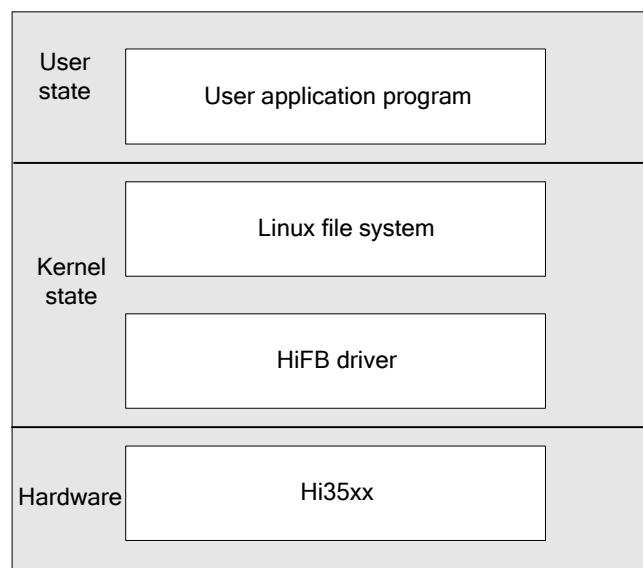 User
state
User application program
Linux file system
Kernel
state
HiFB driver
Hardware
Hi35xx